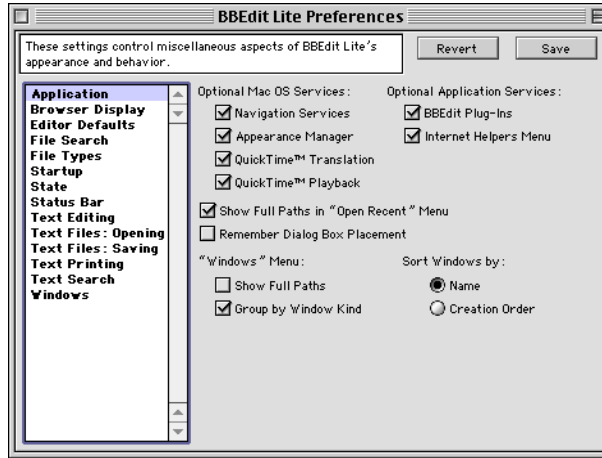 BBEdit Lite Preferences
These settings control miscellaneous aspects of BBEdit Lite's
appearance and behavior.
Revert
Save
Application
Browser Display
Editor Defaults
File Search
File Types
Startup
State
Status Bar
Text Editing
Text Files: Opening
Text Files: Saving
Text Printing
Text Search
Windows
Optional Mac OS Services:
Navigation Services
Appearance Manager
QuickTime™ Translation
QuickTime™ Playback
Optional Application Services:
BBEdit Plug-Ins
Internet Helpers Menu
Show Full Paths in "Open Recent" Menu
Remember Dialog Box Placement
"Windows" Menu:
Show Full Paths
Group by Window Kind
Sort Windows by:
Name
Creation Order